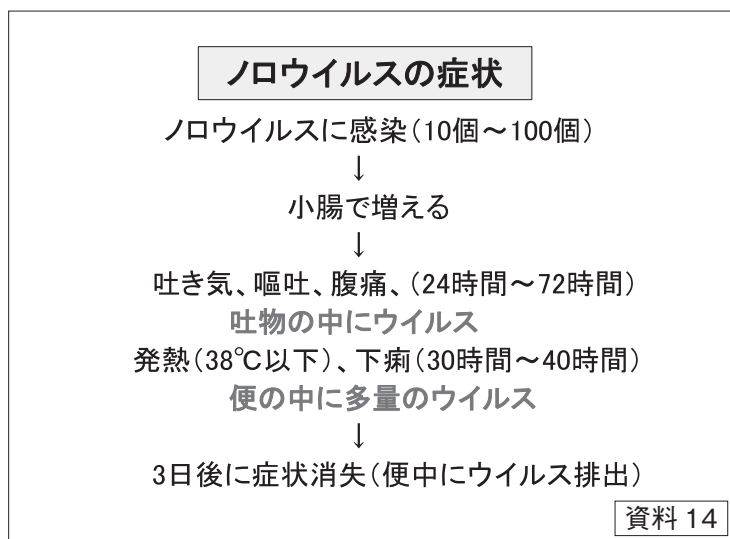 ノロウイルスの症状
ノロウイルスに感染(10個～100個)
↓
小腸で増える
↓
吐き気、嘔吐、腹痛、(24時間～72時間)
吐物の中にウイルス
発熱(38℃以下)、下痢(30時間～40時間)
便の中に多量のウイルス
↓
3日後に症状消失(便中にウイルス排出)
資料 14